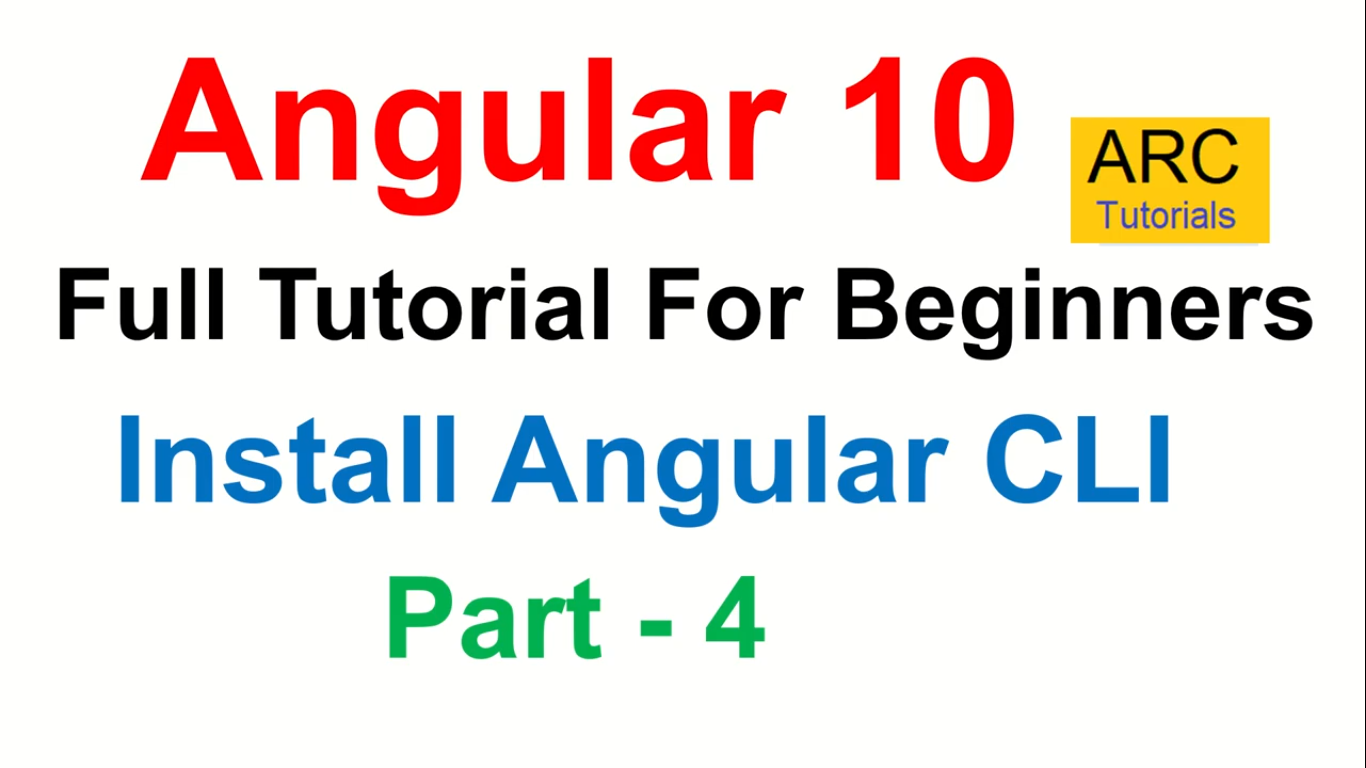 Angular 10
ARC
Tutorials
Full Tutorial For Beginners
Install Angular CLI
Part - 4